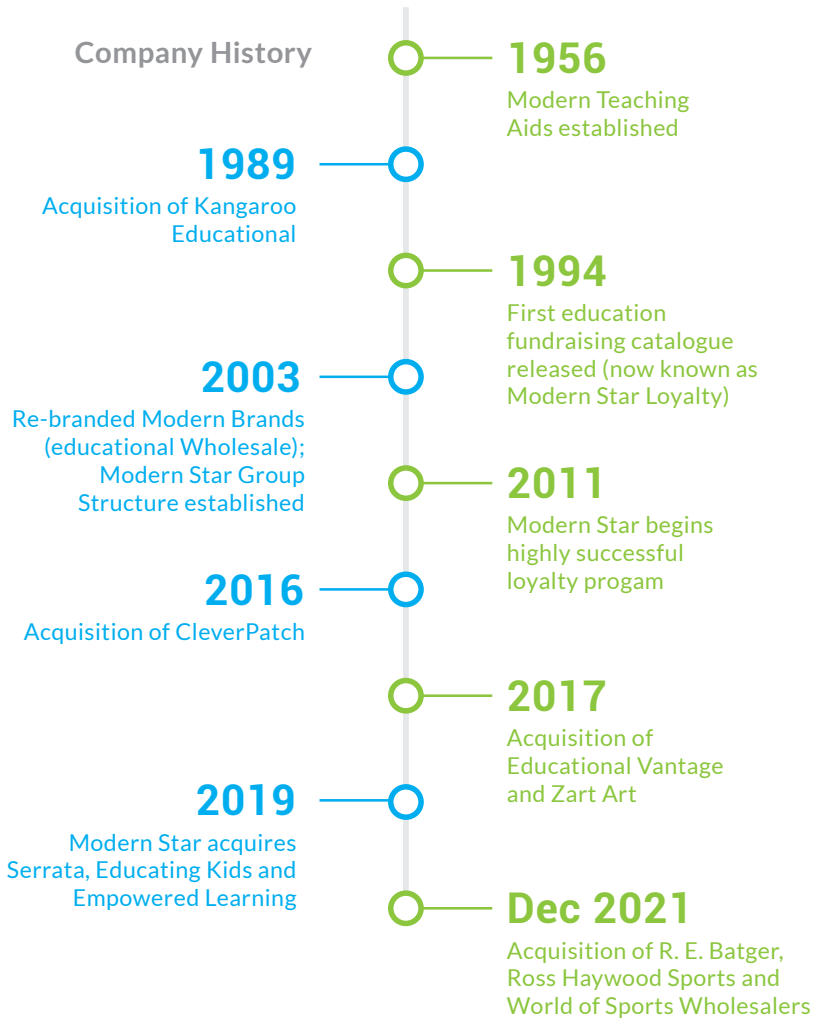 Company History
1956
Modern Teaching
Aids established
1989
Acquisition of Kangaroo
Educational
1994
First education
fundraising catalogue
released (now known as
Modern Star Loyalty)
2003
Re-branded Modern Brands
(educational Wholesale);
Modern Star Group
Structure established
2011
Modern Star begins
highly successful
loyalty progam
2016
Acquisition of CleverPatch
2017
Acquisition of
Educational Vantage
and Zart Art
2019
Modern Star acquires
Serrata, Educating Kids and
Empowered Learning
Dec 2021
Acquisition of R. E. Batger,
Ross Haywood Sports and
World of Sports Wholesalers